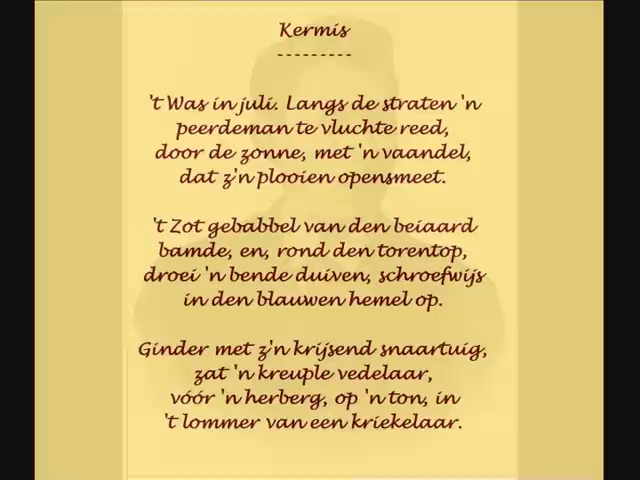 Kermis
---------
't Was in juli. Langs de straten 'n
peerdeman te vluchte reed,
door de zonne, met 'n vaandel,
dat z'n plooien opensmeet.
't Zot gebabbel van den beiaard
bamde, en, rond den torentop,
droei 'n bende duiven, schroefwijs
in den blauwen hemel op.
Ginder met z'n krijsend snaartuig,
zat 'n kreuple vedelaar,
vóór 'n herberg, op 'n ton, in
't lommer van een kriekelaar.